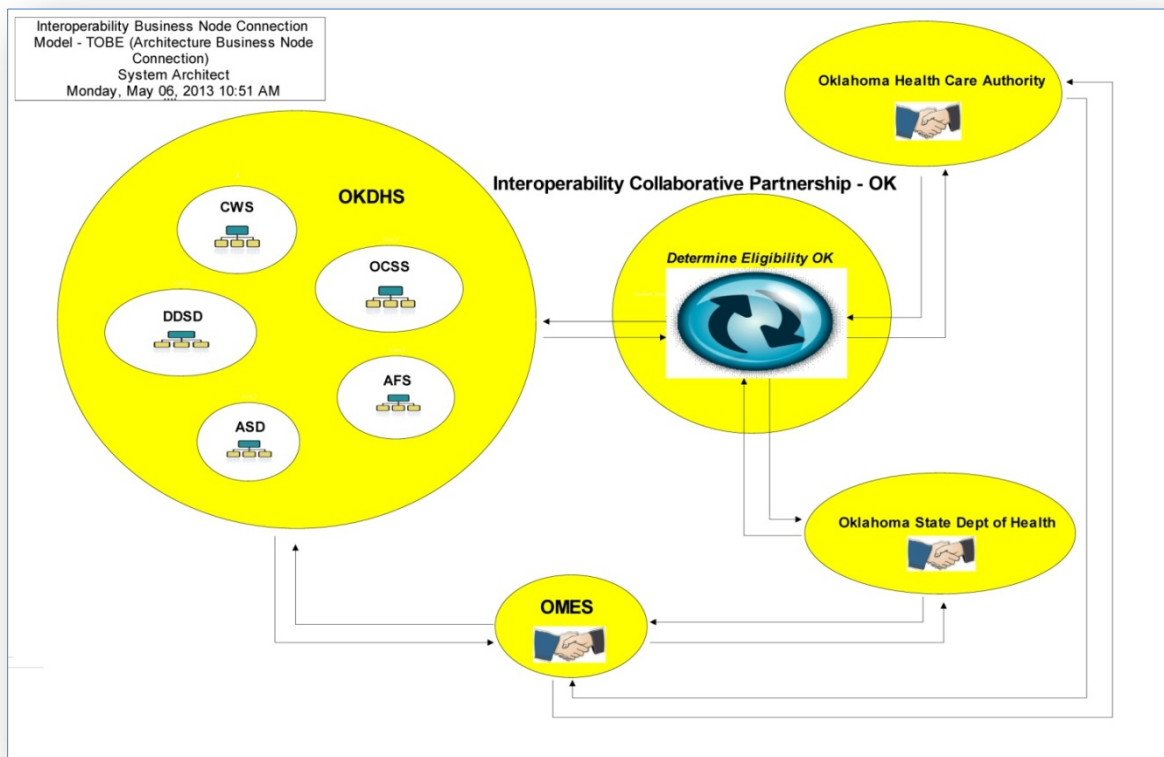 Interoperability Business Node Connection
Model - TOBE (Architecture Business Node
Connection)
System Architect
Monday, May 06, 2013 10:51 AM
Oklahoma Health Care Authority
Interoperability Collaborative Partnership - OK
OKDHS
CWS
OCSS
Determine Eligibility OK
DDSD
AFS
ASD
Oklahoma State Dept of Health
OMES